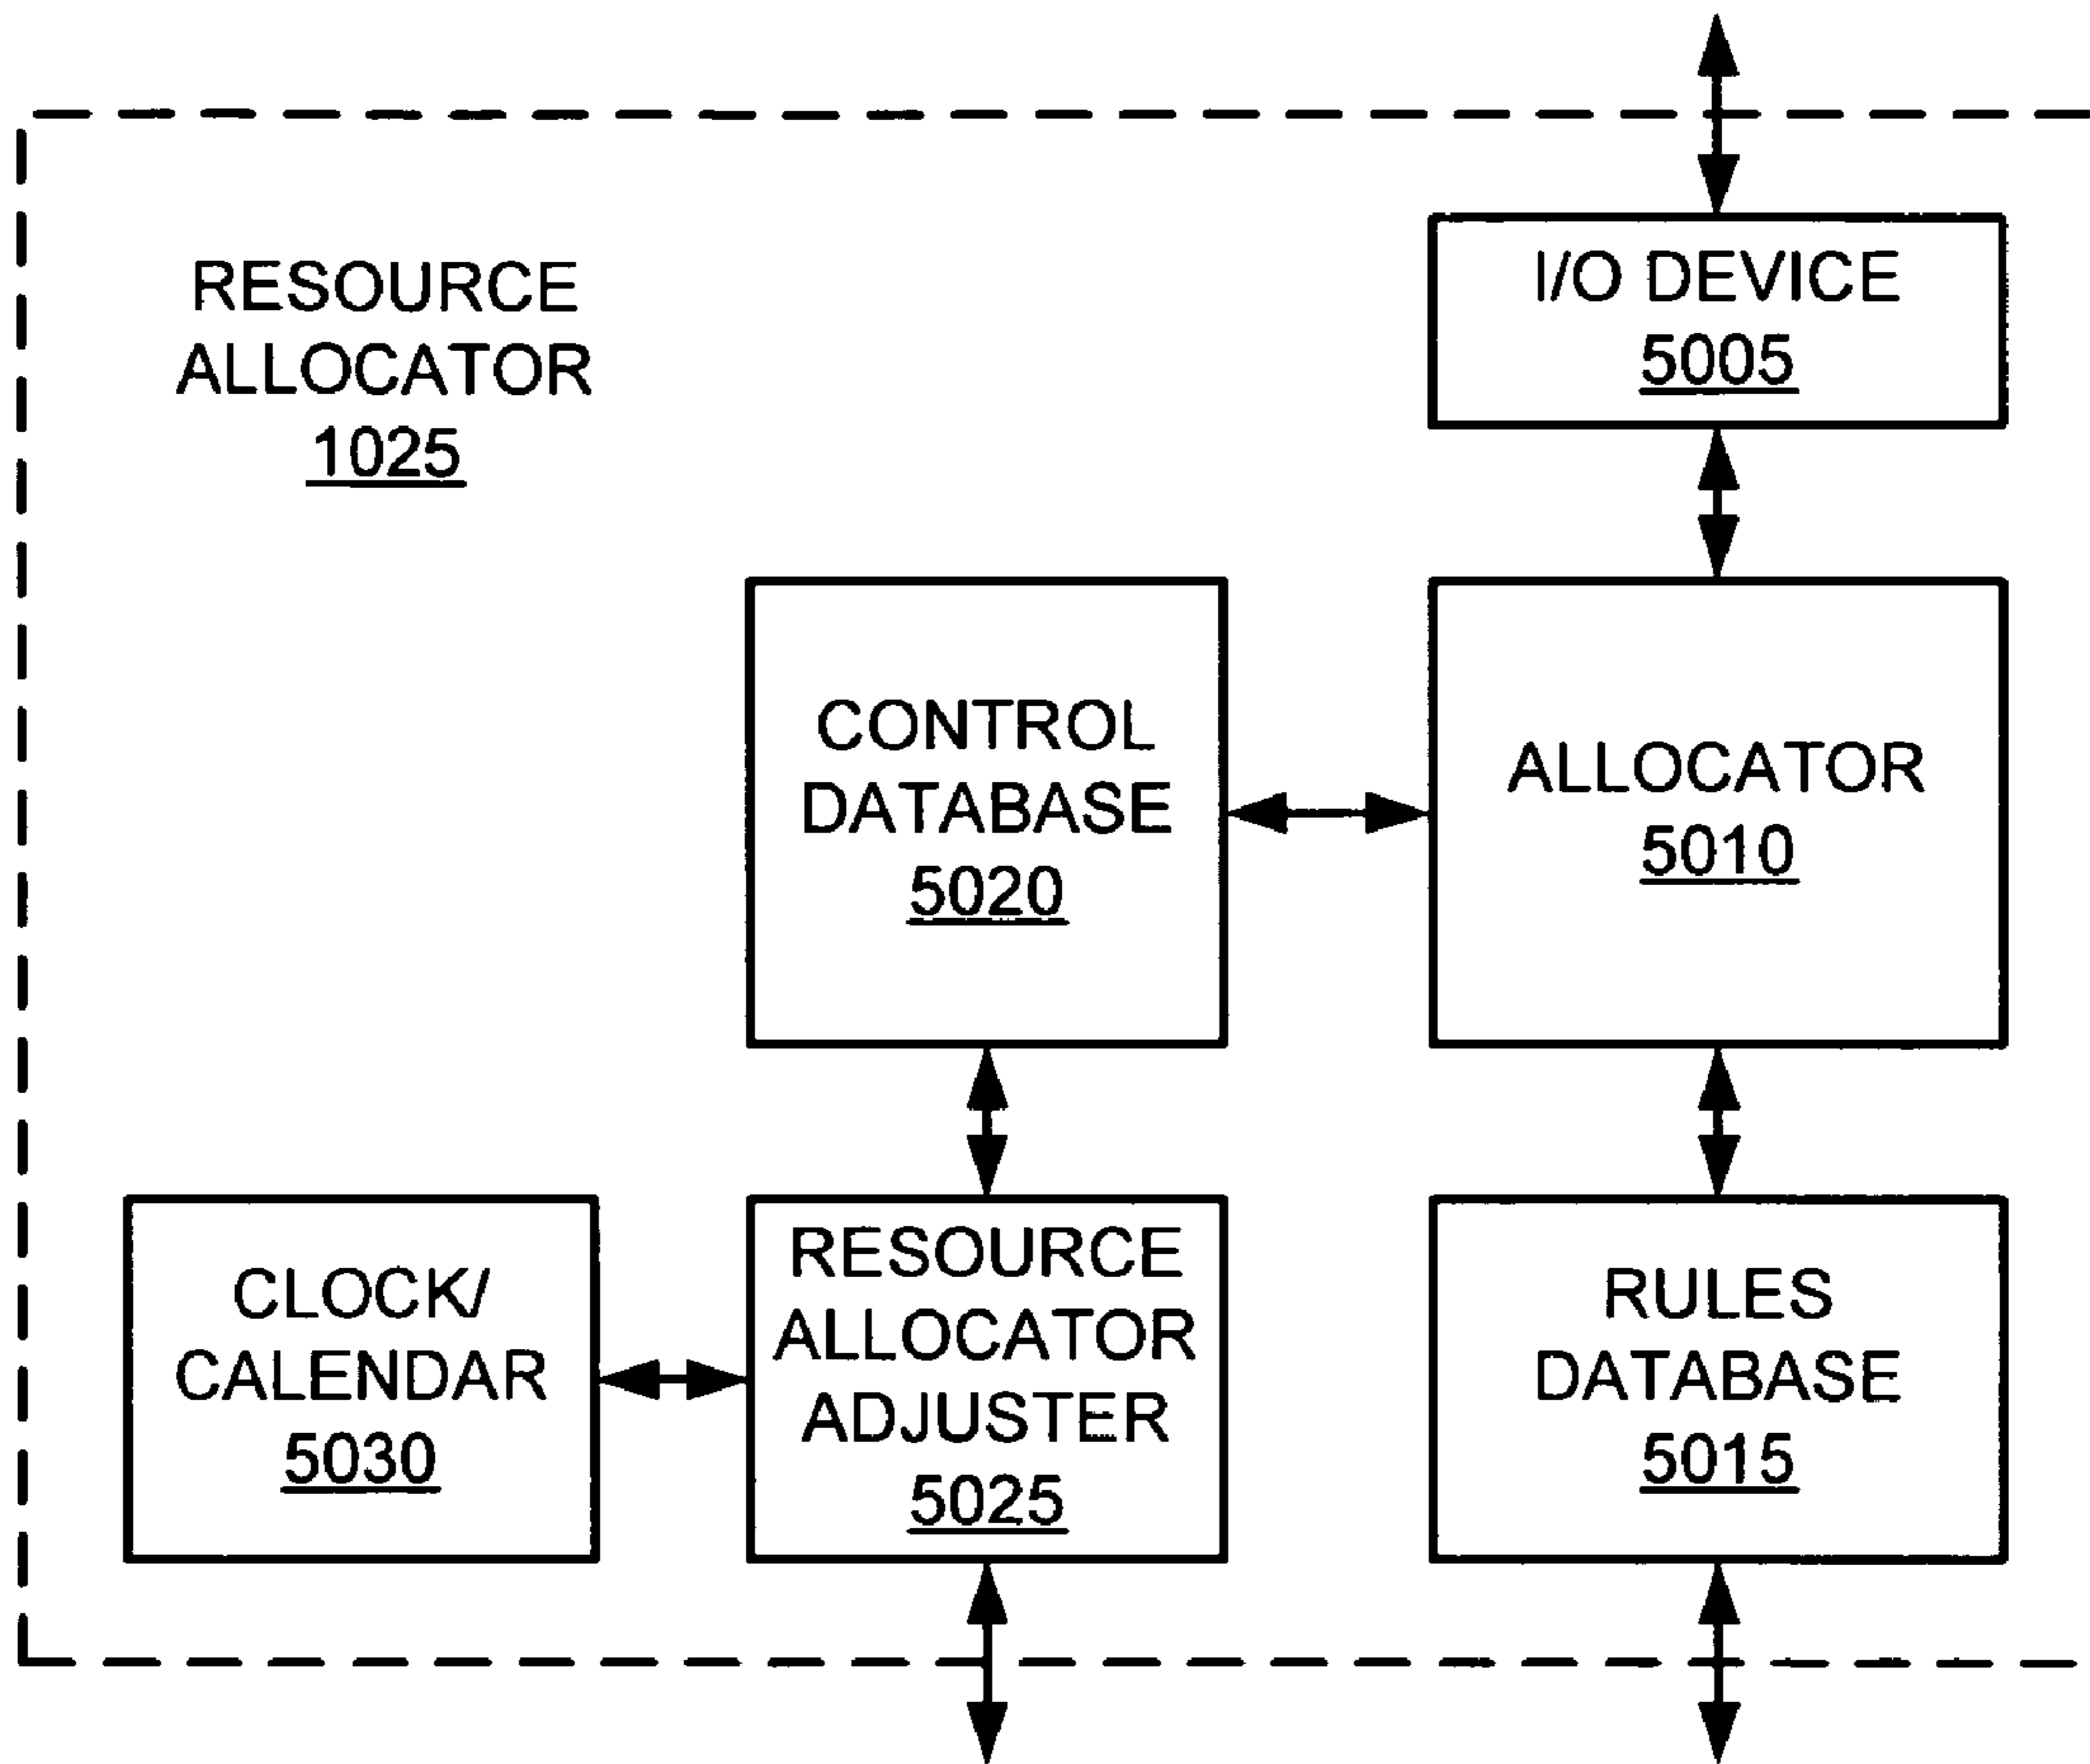 RESOURCE
ALLOCATOR
1025
I/O DEVICE
5005
CONTROL
DATABASE
5020
ALLOCATOR
5010
CLOCK/
CALENDAR
5030
RESOURCE
ALLOCATOR
ADJUSTER
5025
RULES
DATABASE
5015